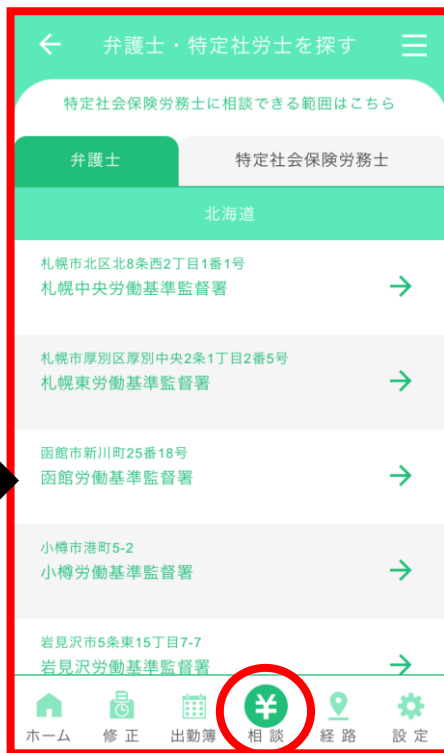 弁護士・特定社労士を探す
特定社会保険労務士に相談できる範囲はこちら
弁護士 特定社会保険労務士
北海道
札幌市北区北8条西2丁目1番1号
札幌中央労働基準監督署
札幌市厚別区厚別中央2条1丁目2番5号
札幌東労働基準監督署
函館市新川町25番18号
函館労働基準監督署
小樽市港町5-2
小樽労働基準監督署
岩見沢市5条東15丁目7-7
岩見沢労働基準監督署
¥
ホーム 修正 出勤簿 相談 経路 設定